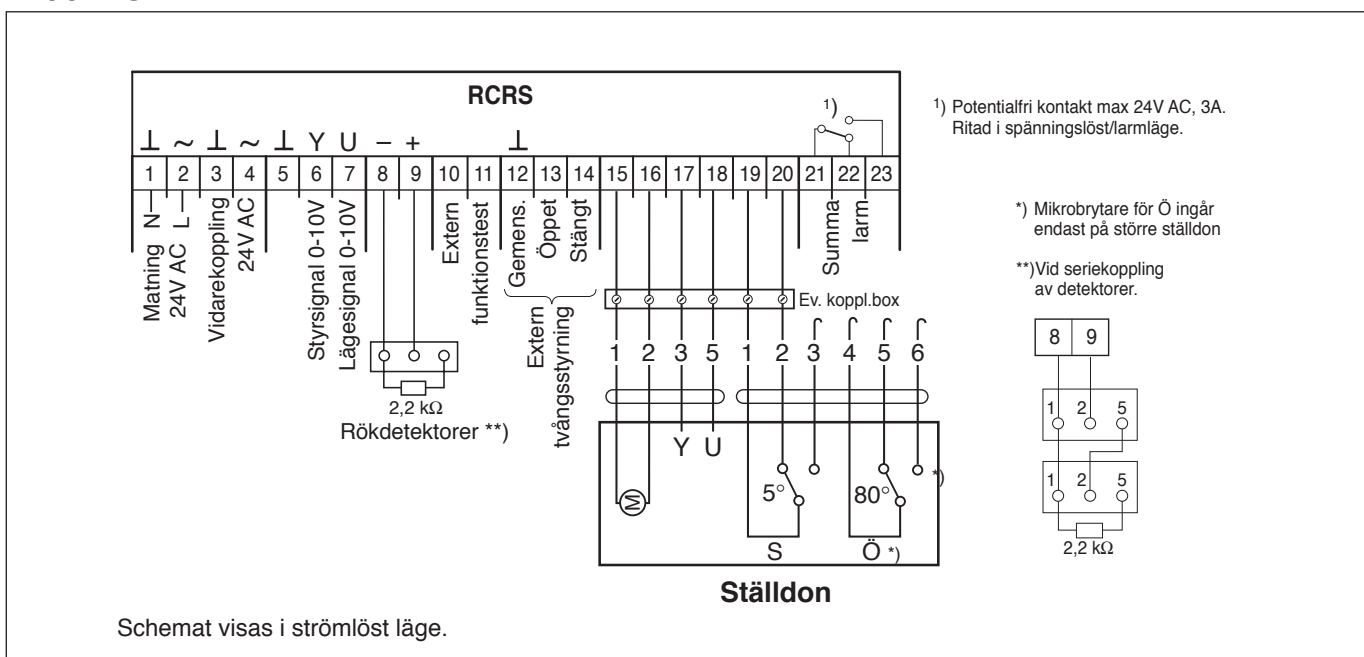 RCRS
1)
1) Potentialfri kontakt max 24V AC, 3A.
Ritad i spänningslöst/larmläge.
⊥ ~ ⊥ ~ ⊥ Y U – + ⊥
1 2 3 4 5 6 7 8 9 10 11 12 13 14 15 16 17 18 19 20 21 22 23
Matning N
24V AC L
Vidarekoppling
24V AC
Styrsignal 0-10V
Lägesignal 0-10V
Extern
funktionstest
Gemens.
Öppet
Stängt
Extern
tvångsstyrning
Summa-
larm
*) Mikrobrytare för Ö ingår
endast på större ställdon
**)Vid seriekoppling
av detektorer.
Ev. koppl.box
1 2 3 5 1 2 3 4 5 6
2,2 kΩ
Rökdetektorer **)
Y U
M
5°
80°
*)
S
Ö *)
Ställdon
8 9
1 2 5
1 2 5
2,2 kΩ
Schemat visas i strömlöst läge.